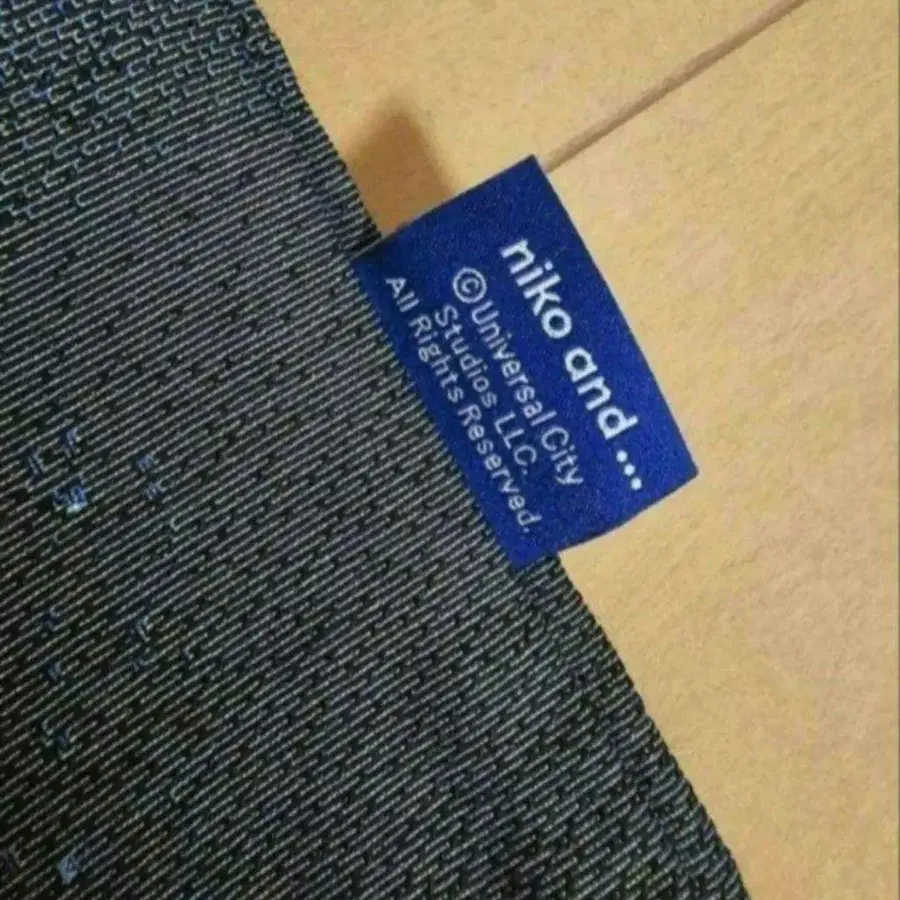 niko and ...
©Universal City
Studios LLC.
All Rights Reserved.